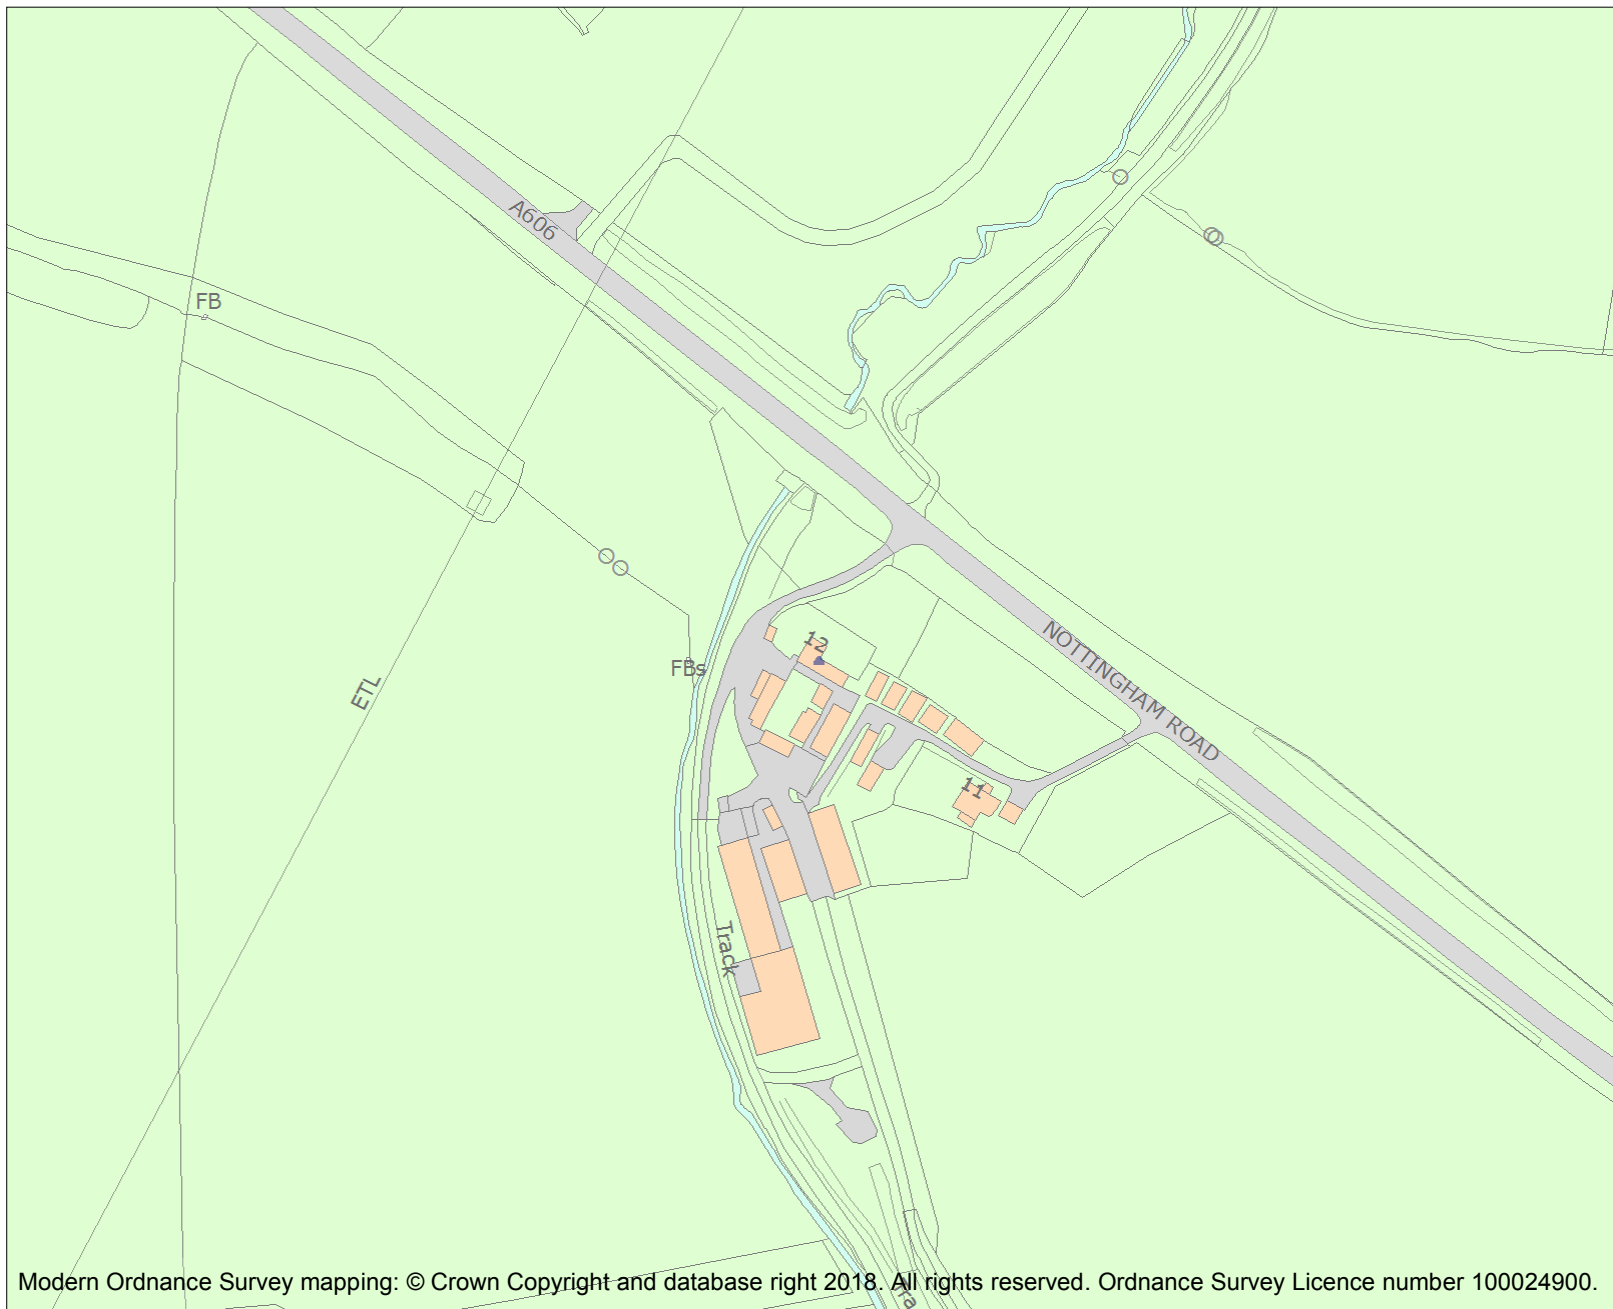 A606
FB
12
NOTTINGHAM ROAD
FBs
ETL
11
Track
Modern Ordnance Survey mapping: © Crown Copyright and database right 2018. All rights reserved. Ordnance Survey Licence number 100024900.